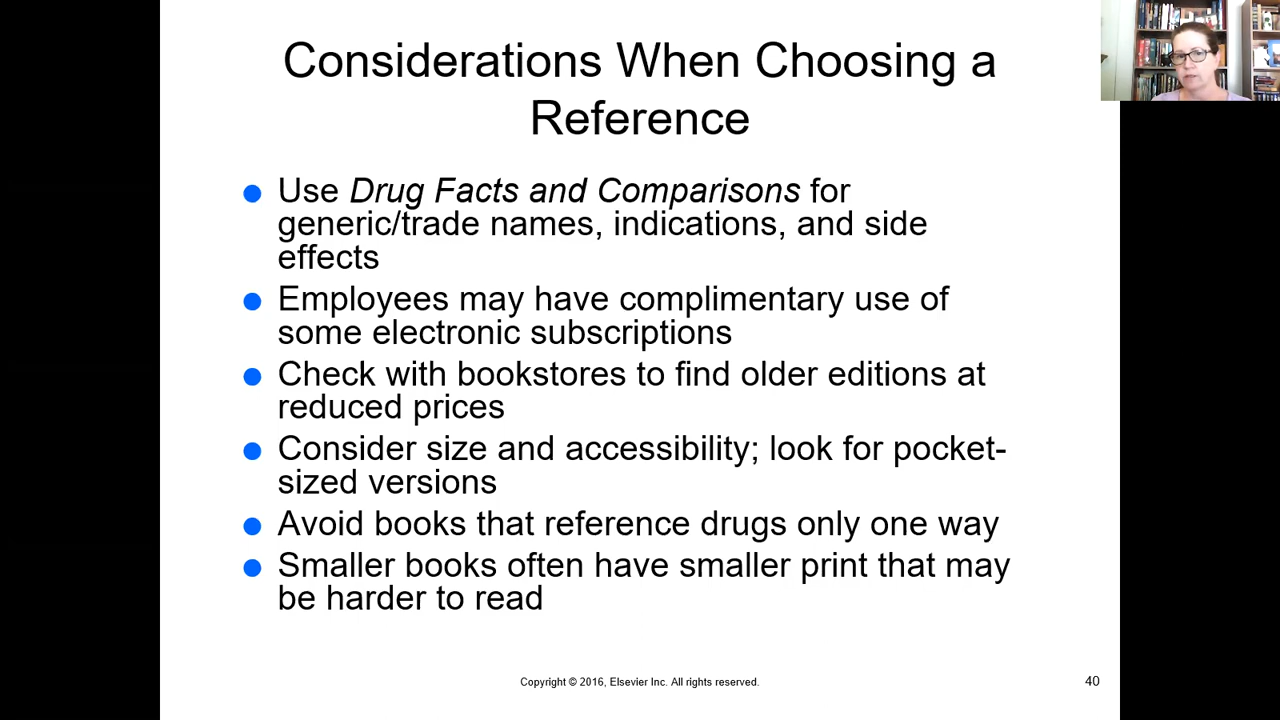 Considerations When Choosing a
Reference
Use Drug Facts and Comparisons for
generic/trade names, indications, and side
effects
Employees may have complimentary use of
some electronic subscriptions
Check with bookstores to find older editions at
reduced prices
Consider size and accessibility; look for pocket-
sized versions
Avoid books that reference drugs only one way
Smaller books often have smaller print that may
be harder to read
Copyright © 2016, Elsevier Inc. All rights reserved.
40